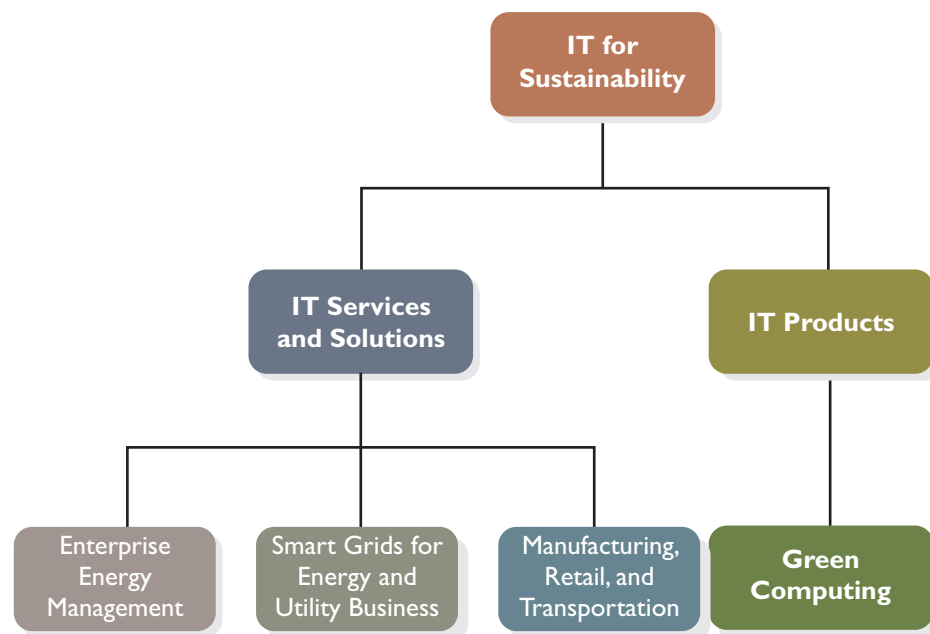 IT for
Sustainability
IT Services
and Solutions
IT Products
Enterprise
Energy
Management
Smart Grids for
Energy and
Utility Business
Manufacturing,
Retail, and
Transportation
Green
Computing